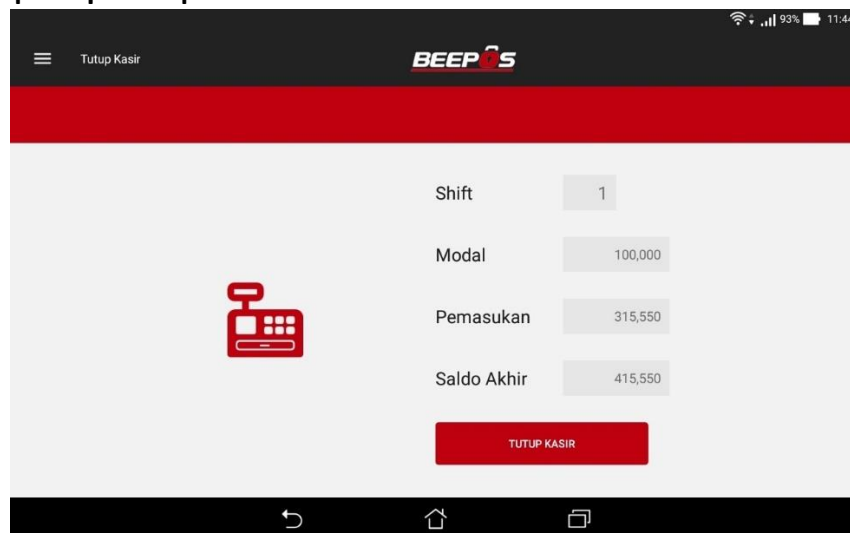 93% 11:44
Tutup Kasir BEEPOS
Shift 1
Modal 100,000
Pemasukan 315,550
Saldo Akhir 415,550
TUTUP KASIR